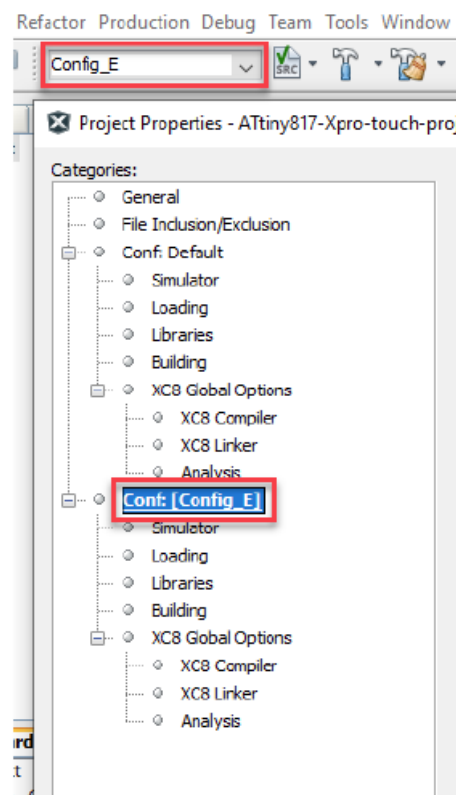 Refactor Production Debug Team Tools Window
Config_E
SRC
Project Properties - ATtiny817-Xpro-touch-proj
Categories:
General
File Inclusion/Exclusion
Conf: Default
Simulator
Loading
Libraries
Building
XC8 Global Options
XC8 Compiler
XC8 Linker
Analysis
Conf: [Config_E]
Simulator
Loading
Libraries
Building
XC8 Global Options
XC8 Compiler
XC8 Linker
Analysis